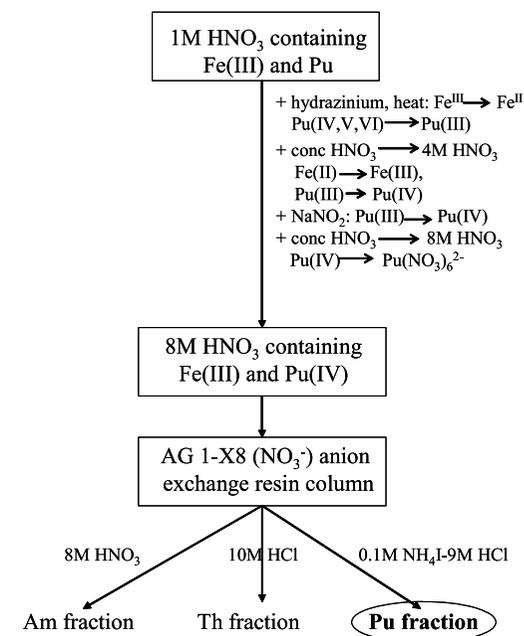 1M HNO₃ containing
Fe(III) and Pu
+ hydrazinium, heat: Feᴵᴵᴵ→ Feᴵᴵ
Pu(IV,V,VI)→Pu(III)
+ conc HNO₃→4M HNO₃
Fe(II)→Fe(III),
Pu(III)→ Pu(IV)
+ NaNO₂: Pu(III)→ Pu(IV)
+ conc HNO₃→ 8M HNO₃
Pu(IV)→ Pu(NO₃)₆²⁻
8M HNO₃ containing
Fe(III) and Pu(IV)
AG 1-X8 (NO₃⁻) anion
exchange resin column
8M HNO₃
10M HCl
0.1M NH₄I-9M HCl
Am fraction
Th fraction
Pu fraction